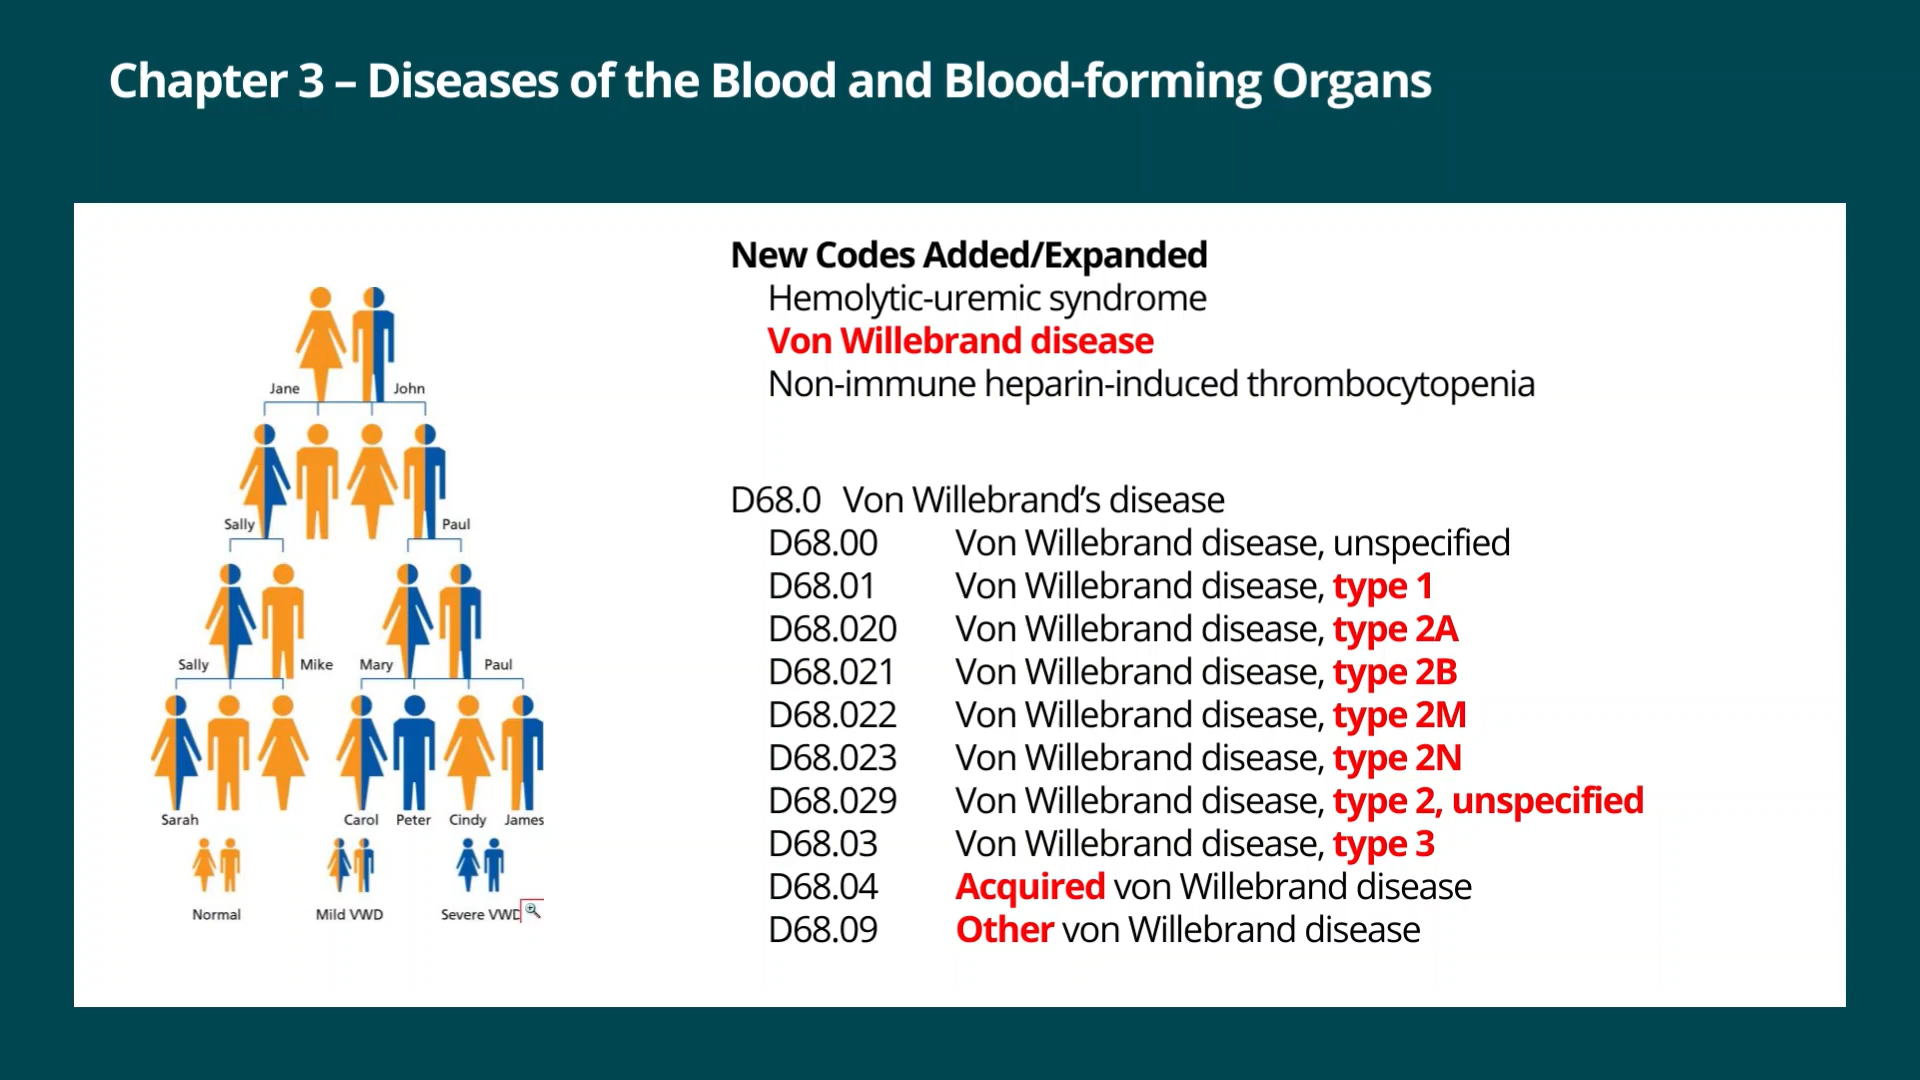 Chapter 3 – Diseases of the Blood and Blood-forming Organs
Jane John
Sally Paul
Sally Mike Mary Paul
Sarah Carol Peter Cindy James
Normal Mild VWD Severe VWD
New Codes Added/Expanded
Hemolytic-uremic syndrome
Von Willebrand disease
Non-immune heparin-induced thrombocytopenia
D68.0 Von Willebrand’s disease
D68.00 Von Willebrand disease, unspecified
D68.01 Von Willebrand disease, type 1
D68.020 Von Willebrand disease, type 2A
D68.021 Von Willebrand disease, type 2B
D68.022 Von Willebrand disease, type 2M
D68.023 Von Willebrand disease, type 2N
D68.029 Von Willebrand disease, type 2, unspecified
D68.03 Von Willebrand disease, type 3
D68.04 Acquired von Willebrand disease
D68.09 Other von Willebrand disease